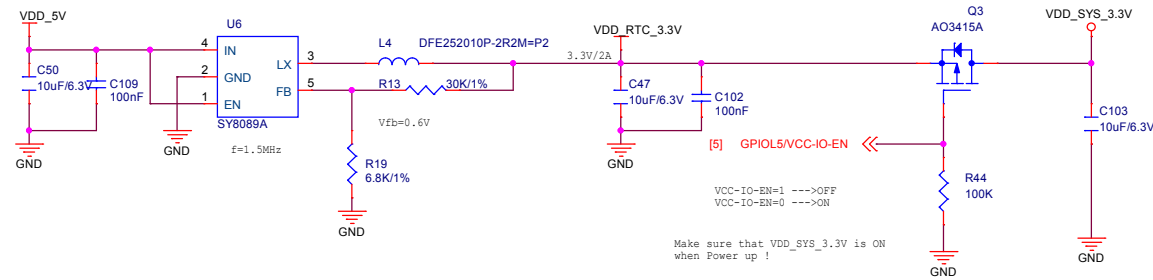 VDD_5V
U6
4
IN
LX
3
2
GND
FB
5
1
EN
SY8089A
f=1.5MHz
C50
10uF/6.3V
C109
100nF
GND
GND
L4
DFE252010P-2R2M=P2
R13
30K/1%
Vfb=0.6V
R19
6.8K/1%
GND
VDD_RTC_3.3V
3.3V/2A
C47
10uF/6.3V
C102
100nF
GND
Q3
AO3415A
VDD_SYS_3.3V
C103
10uF/6.3V
GND
[5] GPIOL5/VCC-IO-EN
R44
100K
GND
VCC-IO-EN=1 --->OFF
VCC-IO-EN=0 --->ON
Make sure that VDD_SYS_3.3V is ON
when Power up !